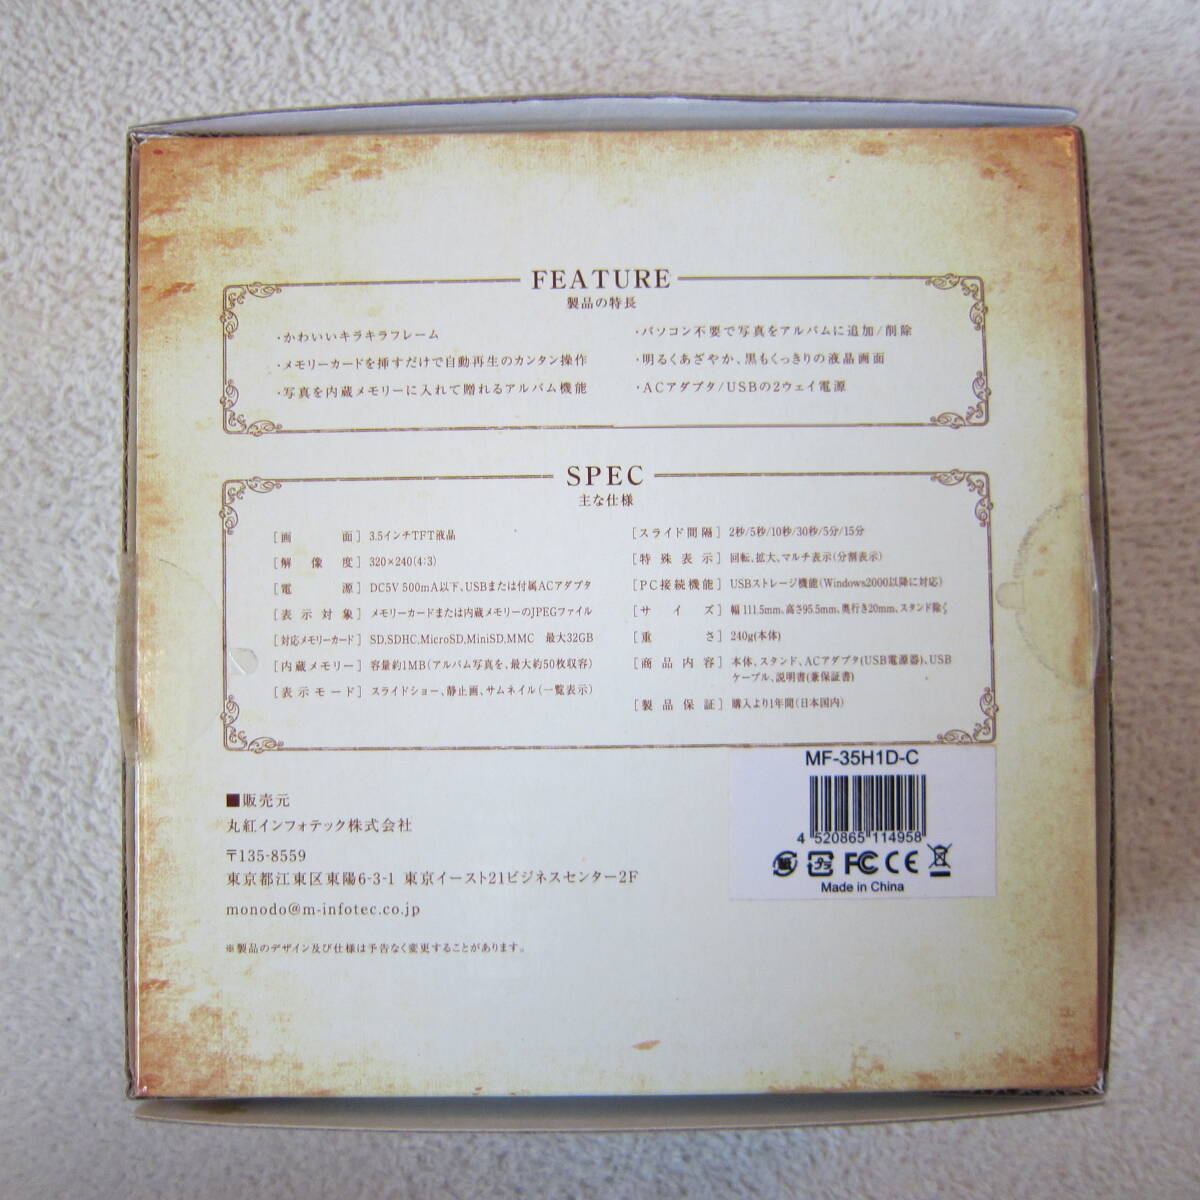 FEATURE
製品の特長
・かわいいキラキラフレーム
・メモリーカードを挿すだけで自動再生のカンタン操作
・写真を内蔵メモリーに入れて贈れるアルバム機能
・パソコン不要で写真をアルバムに追加/削除
・明るくあざやか、黒もくっきりの液晶画面
・ACアダプタ/USBの2ウェイ電源
SPEC
主な仕様
[画面] 3.5インチTFT液晶
[解像度] 320×240(4:3)
[電源] DC5V 500mA以下、USBまたは付属ACアダプタ
[表示対象] メモリーカードまたは内蔵メモリーのJPEGファイル
[対応メモリーカード] SD,SDHC,MicroSD,MiniSD,MMC 最大32GB
[内蔵メモリー] 容量約1MB(アルバム写真を、最大約50枚収容)
[表示モード] スライドショー、静止画、サムネイル(一覧表示)
[スライド間隔] 2秒/5秒/10秒/30秒/5分/15分
[特殊表示] 回転、拡大、マルチ表示(分割表示)
[PC接続機能] USBストレージ機能(Windows2000以降に対応)
[サイズ] 幅111.5mm、高さ95.5mm、奥行き20mm、スタンド除く
[重さ] 240g(本体)
[商品内容] 本体、スタンド、ACアダプタ(USB電源器)、USB
ケーブル、説明書(兼保証書)
[製品保証] 購入より1年間(日本国内)
■販売元
丸紅インフォテック株式会社
〒135-8559
東京都江東区東陽6-3-1 東京イースト21ビジネスセンター2F
monodo@m-infotec.co.jp
※製品のデザイン及び仕様は予告なく変更することがあります。
MF-35H1D-C
4 520865 114958
紙 プラ FC CE
Made in China